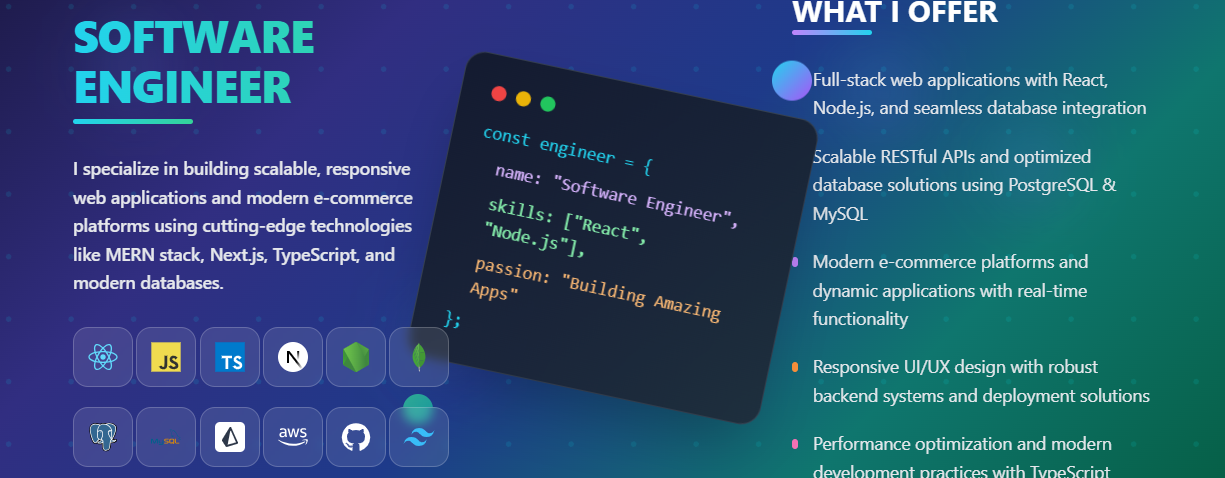 SOFTWARE
ENGINEER
I specialize in building scalable, responsive
web applications and modern e-commerce
platforms using cutting-edge technologies
like MERN stack, Next.js, TypeScript, and
modern databases.
JS
TS
N
SQL
aws
const engineer = {
name: "Software Engineer",
skills: ["React",
"Node.js"],
passion: "Building Amazing
Apps"
};
WHAT I OFFER
Full-stack web applications with React,
Node.js, and seamless database integration
Scalable RESTful APIs and optimized
database solutions using PostgreSQL &
MySQL
Modern e-commerce platforms and
dynamic applications with real-time
functionality
Responsive UI/UX design with robust
backend systems and deployment solutions
Performance optimization and modern
development practices with TypeScript